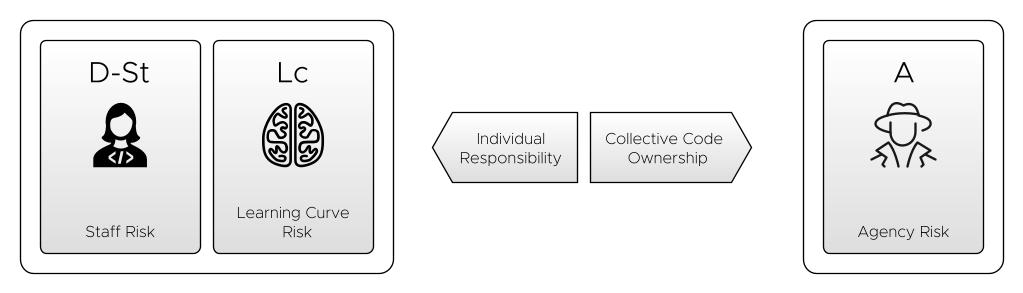 D-St
Staff Risk
Lc
Learning Curve
Risk
Individual
Responsibility
Collective Code
Ownership
A
Agency Risk